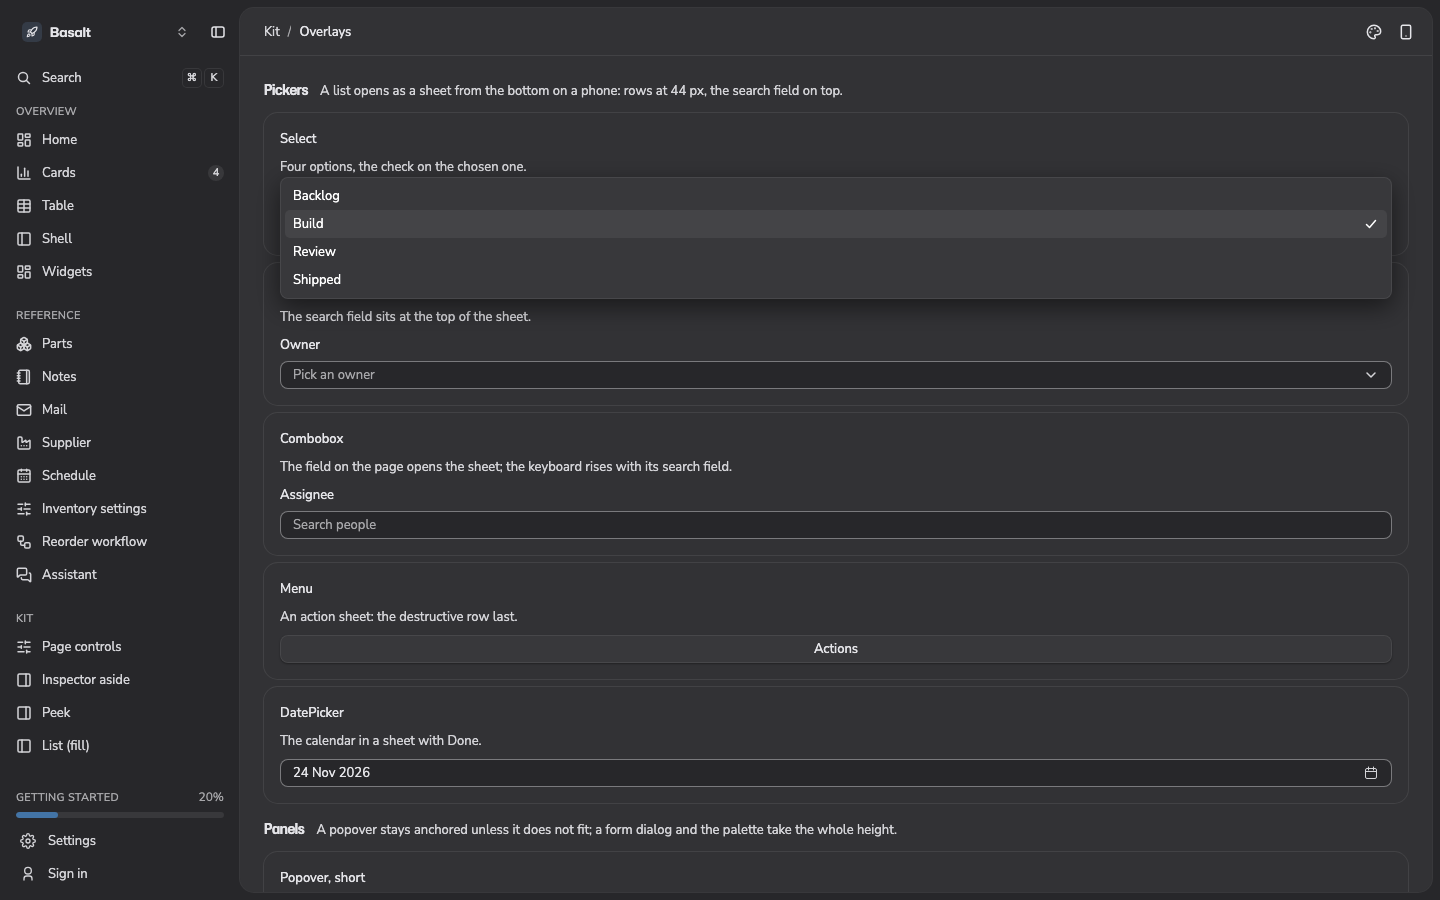 Basalt
Search
⌘ K
OVERVIEW
Home
Cards 4
Table
Shell
Widgets
REFERENCE
Parts
Notes
Mail
Supplier
Schedule
Inventory settings
Reorder workflow
Assistant
KIT
Page controls
Inspector aside
Peek
List (fill)
GETTING STARTED 20%
Settings
Sign in
Kit / Overlays
Pickers A list opens as a sheet from the bottom on a phone: rows at 44 px, the search field on top.
Select
Four options, the check on the chosen one.
Backlog
Build
Review
Shipped
The search field sits at the top of the sheet.
Owner
Pick an owner
Combobox
The field on the page opens the sheet; the keyboard rises with its search field.
Assignee
Search people
Menu
An action sheet: the destructive row last.
Actions
DatePicker
The calendar in a sheet with Done.
24 Nov 2026
Panels A popover stays anchored unless it does not fit; a form dialog and the palette take the whole height.
Popover, short